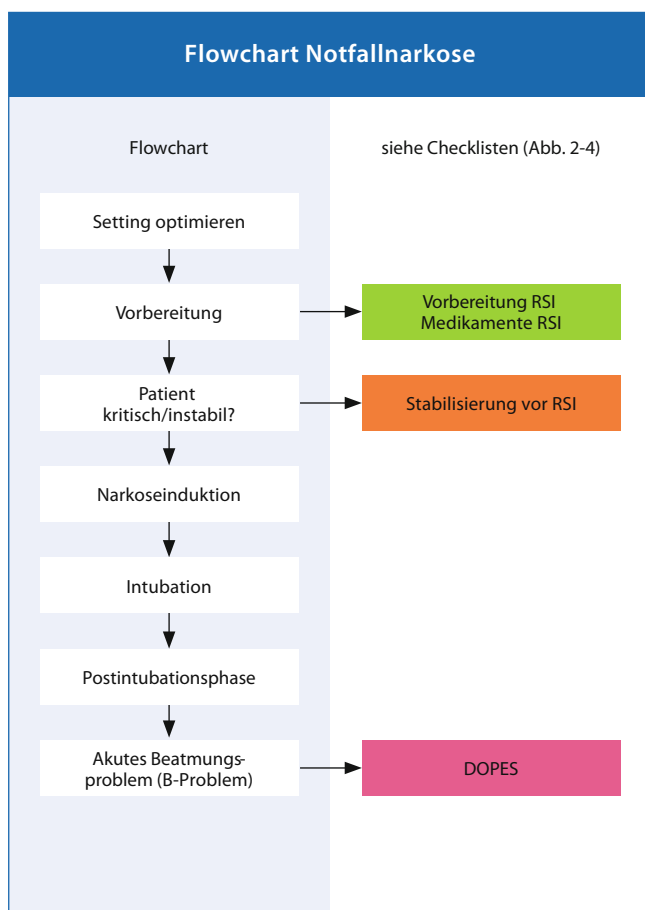 Flowchart Notfallnarkose
Flowchart
siehe Checklisten (Abb. 2-4)
Setting optimieren
Vorbereitung
Vorbereitung RSI
Medikamente RSI
Patient
kritisch/instabil?
Stabilisierung vor RSI
Narkoseinduktion
Intubation
Postintubationsphase
Akutes Beatmungs-
problem (B-Problem)
DOPES